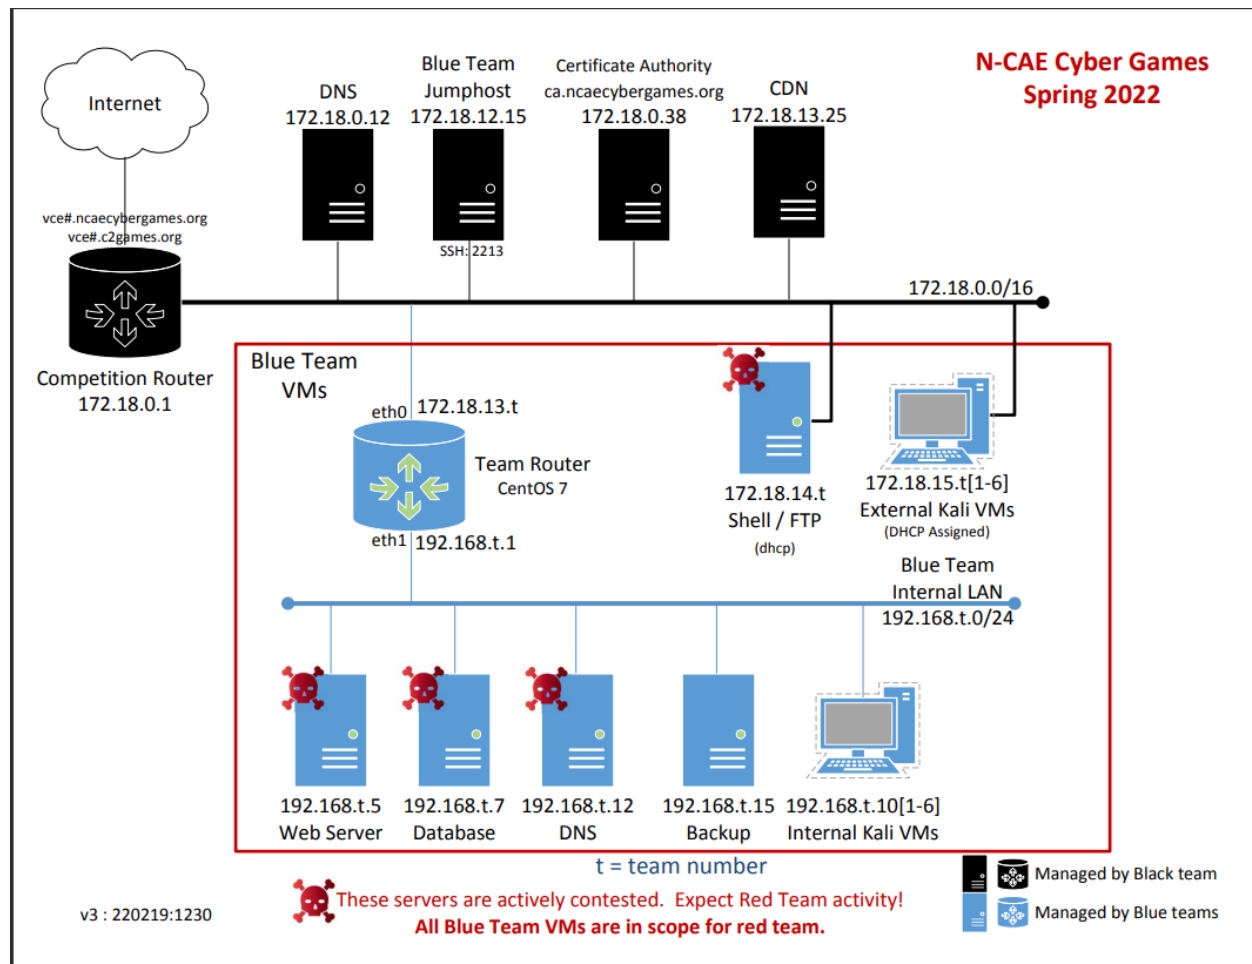 N-CAE Cyber Games
Spring 2022
Internet
DNS
172.18.0.12
Blue Team
Jumphost
172.18.12.15
SSH: 2213
Certificate Authority
ca.ncaecybergames.org
172.18.0.38
CDN
172.18.13.25
vce#.ncaecybergames.org
vce#.c2games.org
Competition Router
172.18.0.1
172.18.0.0/16
Blue Team
VMs
eth0
172.18.13.t
Team Router
CentOS 7
eth1
192.168.t.1
172.18.14.t
Shell / FTP
(dhcp)
172.18.15.t[1-6]
External Kali VMs
(DHCP Assigned)
Blue Team
Internal LAN
192.168.t.0/24
192.168.t.5
Web Server
192.168.t.7
Database
192.168.t.12
DNS
192.168.t.15
Backup
192.168.t.10[1-6]
Internal Kali VMs
t = team number
These servers are actively contested.  Expect Red Team activity!
All Blue Team VMs are in scope for red team.
v3 : 220219:1230
Managed by Black team
Managed by Blue teams